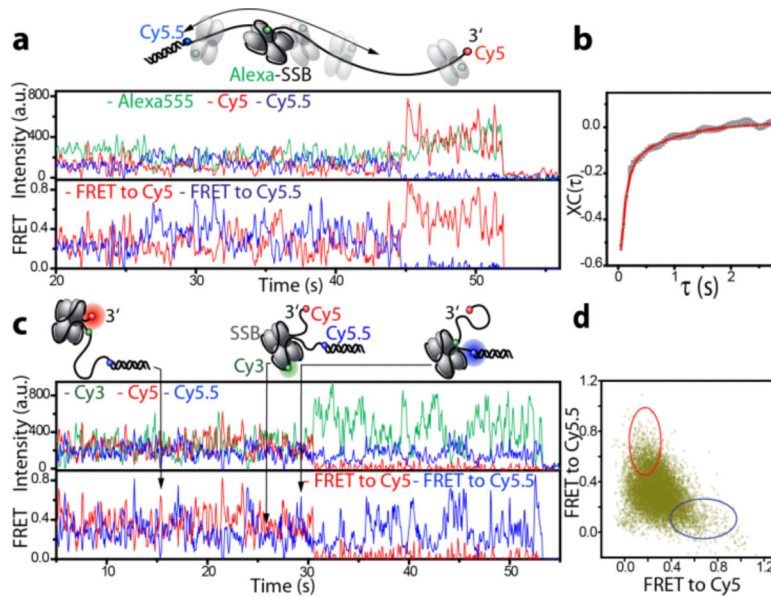 a
Cy5.5
3‘
Cy5
Alexa-SSB
- Alexa555 - Cy5 - Cy5.5
Intensity (a.u.)
800
400
0
- FRET to Cy5 - FRET to Cy5.5
FRET
0.8
0.4
0.0
20 30 40 50
Time (s)
b
XC(τ)
0.0
-0.2
-0.4
-0.6
0 1 2
τ (s)
c
3‘
SSB
Cy3
3‘
Cy5
Cy5.5
3‘
- Cy3 - Cy5 - Cy5.5
Intensity (a.u.)
800
400
0
- FRET to Cy5 - FRET to Cy5.5
FRET
0.8
0.4
0.0
10 20 30 40 50
Time (s)
d
FRET to Cy5.5
1.2
0.8
0.4
0.0
0.0 0.4 0.8 1.2
FRET to Cy5